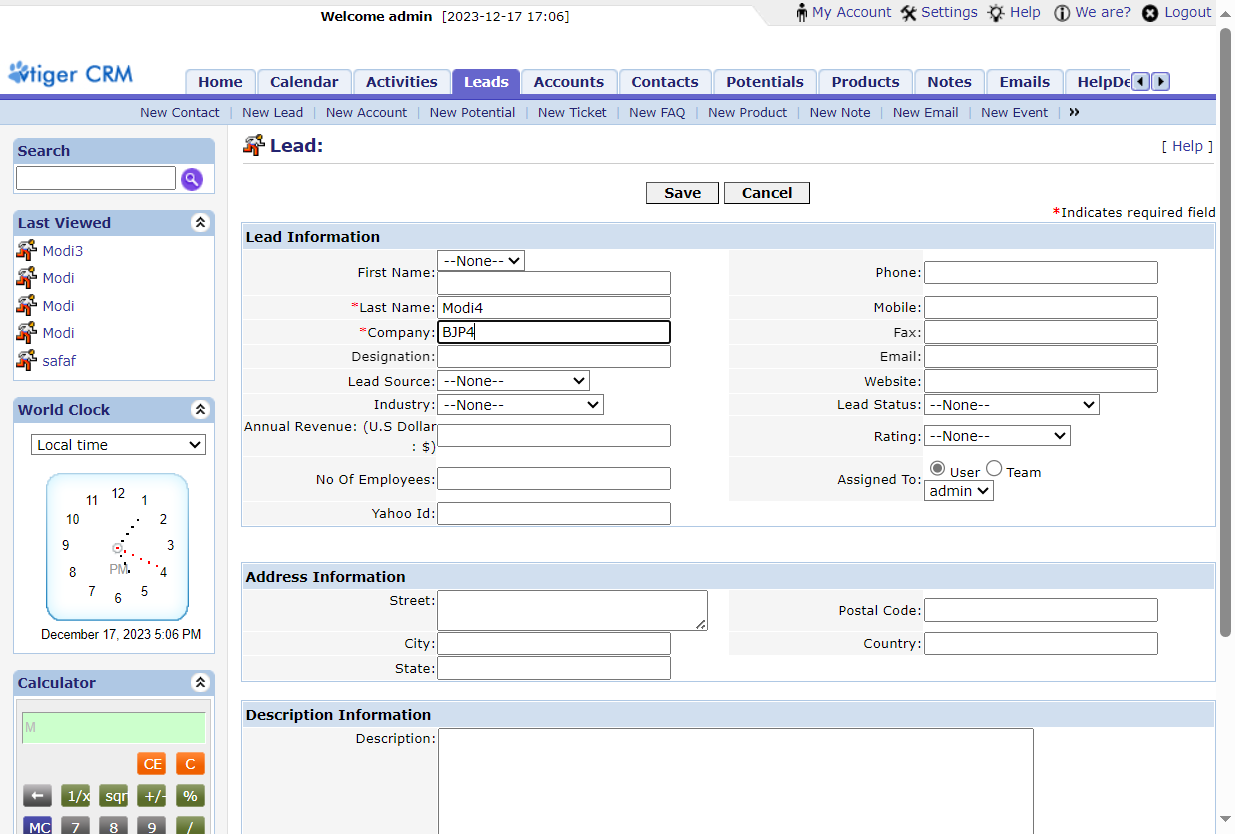 Welcome admin [2023-12-17 17:06]
My Account Settings Help We are? Logout
vtiger CRM
Home Calendar Activities Leads Accounts Contacts Potentials Products Notes Emails HelpDe
New Contact | New Lead | New Account | New Potential | New Ticket | New FAQ | New Product | New Note | New Email | New Event | »
Search
Last Viewed
Modi3
Modi
Modi
Modi
safaf
World Clock
Local time
12
11 1
10 2
9 3
PM
8 4
7 5
6
December 17, 2023 5:06 PM
Calculator
M
CE C
← 1/x sqr +/- %
MC 7 8 9 /
Lead:
[ Help ]
Save Cancel
*Indicates required field
Lead Information
First Name: --None--
Phone:
*Last Name: Modi4
Mobile:
*Company: BJP4
Fax:
Designation:
Email:
Lead Source: --None--
Website:
Industry: --None--
Lead Status: --None--
Annual Revenue: (U.S Dollar
: $)
Rating: --None--
No Of Employees:
Assigned To: User Team
admin
Yahoo Id:
Address Information
Street:
Postal Code:
City:
Country:
State:
Description Information
Description: